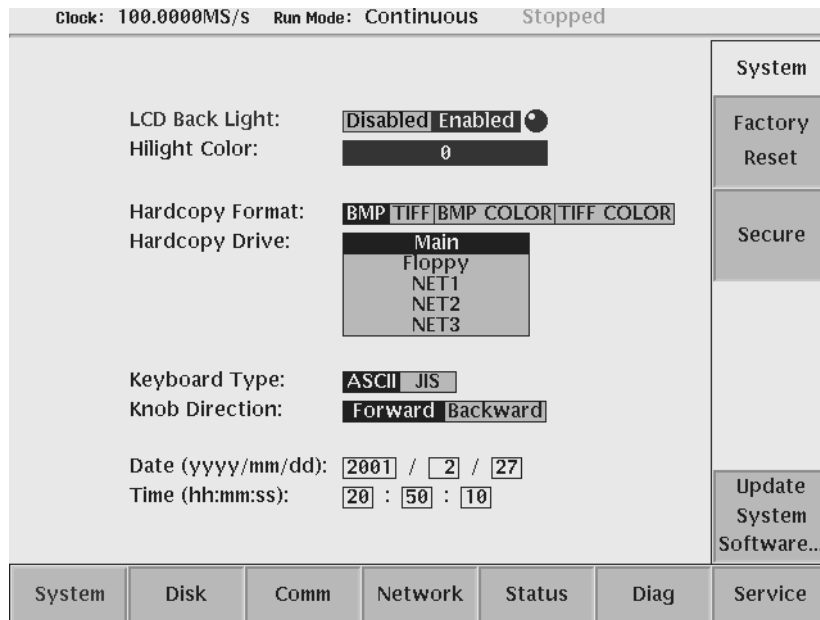 Clock: 100.0000MS/s Run Mode: Continuous Stopped
System
LCD Back Light: Disabled Enabled
Hilight Color: 0
Factory
Reset
Hardcopy Format: BMP TIFF BMP COLOR TIFF COLOR
Hardcopy Drive: Main
Floppy
NET1
NET2
NET3
Secure
Keyboard Type: ASCII JIS
Knob Direction: Forward Backward
Date (yyyy/mm/dd): 2001 / 2 / 27
Time (hh:mm:ss): 20 : 50 : 10
Update
System
Software...
System Disk Comm Network Status Diag Service